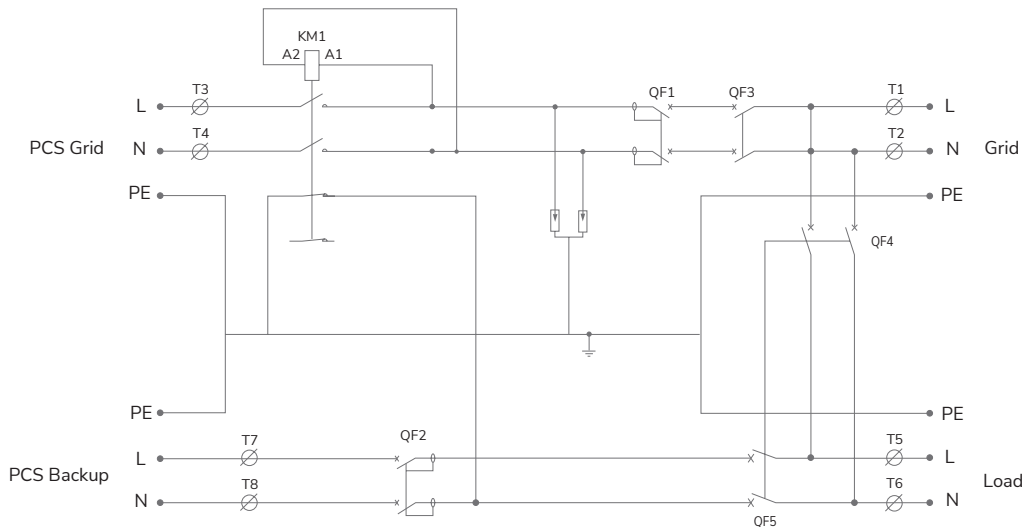 KM1
A2 A1
T3 QF1 QF3 T1
L L
T4 T2
PCS Grid N N Grid
PE PE
QF4
PE PE
T7 QF2 T5
L L
PCS Backup T8 T6 Load
N N
QF5